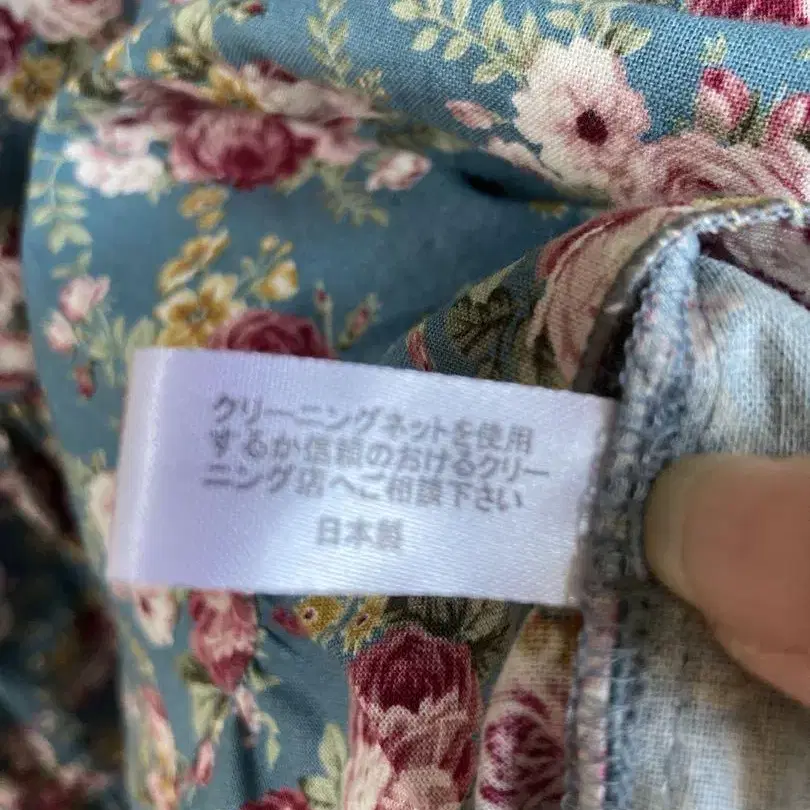 クリーニングネットを使用
するか信頼のおけるクリー
ニング店へご相談下さい
日本製